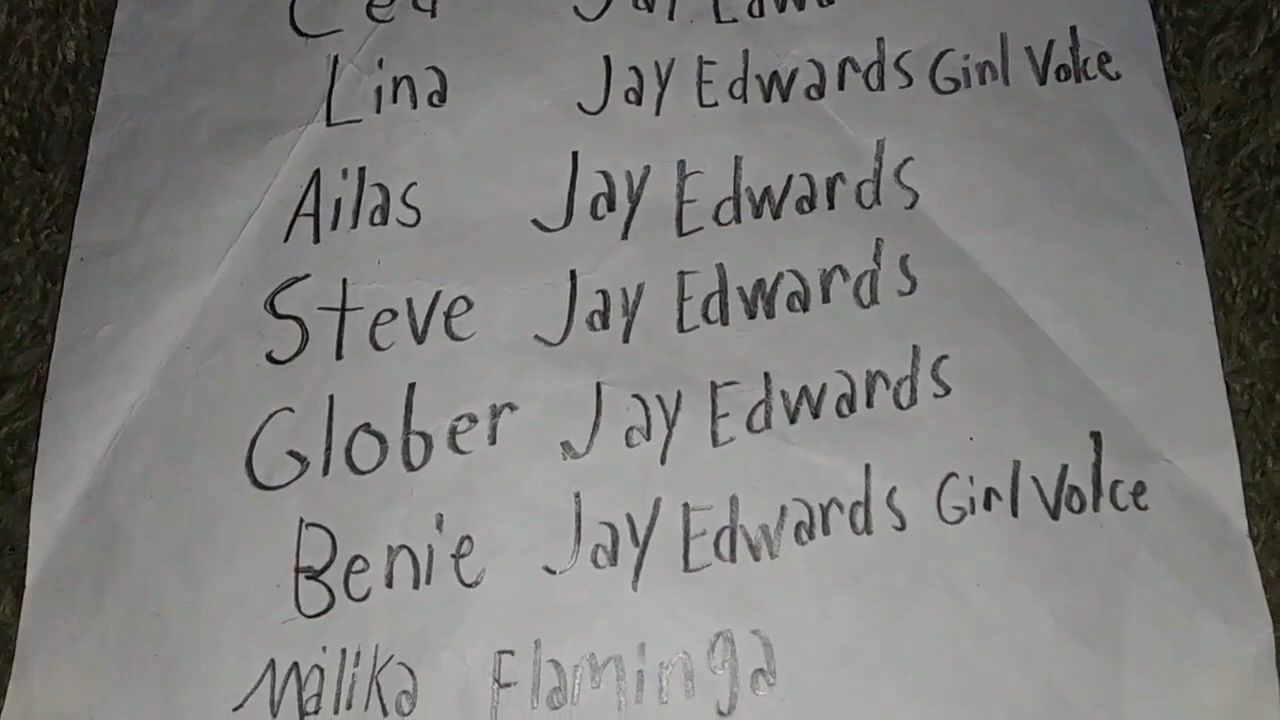 Lina Jay Edwards Girl Voice
Ailas Jay Edwards
Steve Jay Edwards
Glober Jay Edwards
Benie Jay Edwards Girl Voice
Malika Flaminga